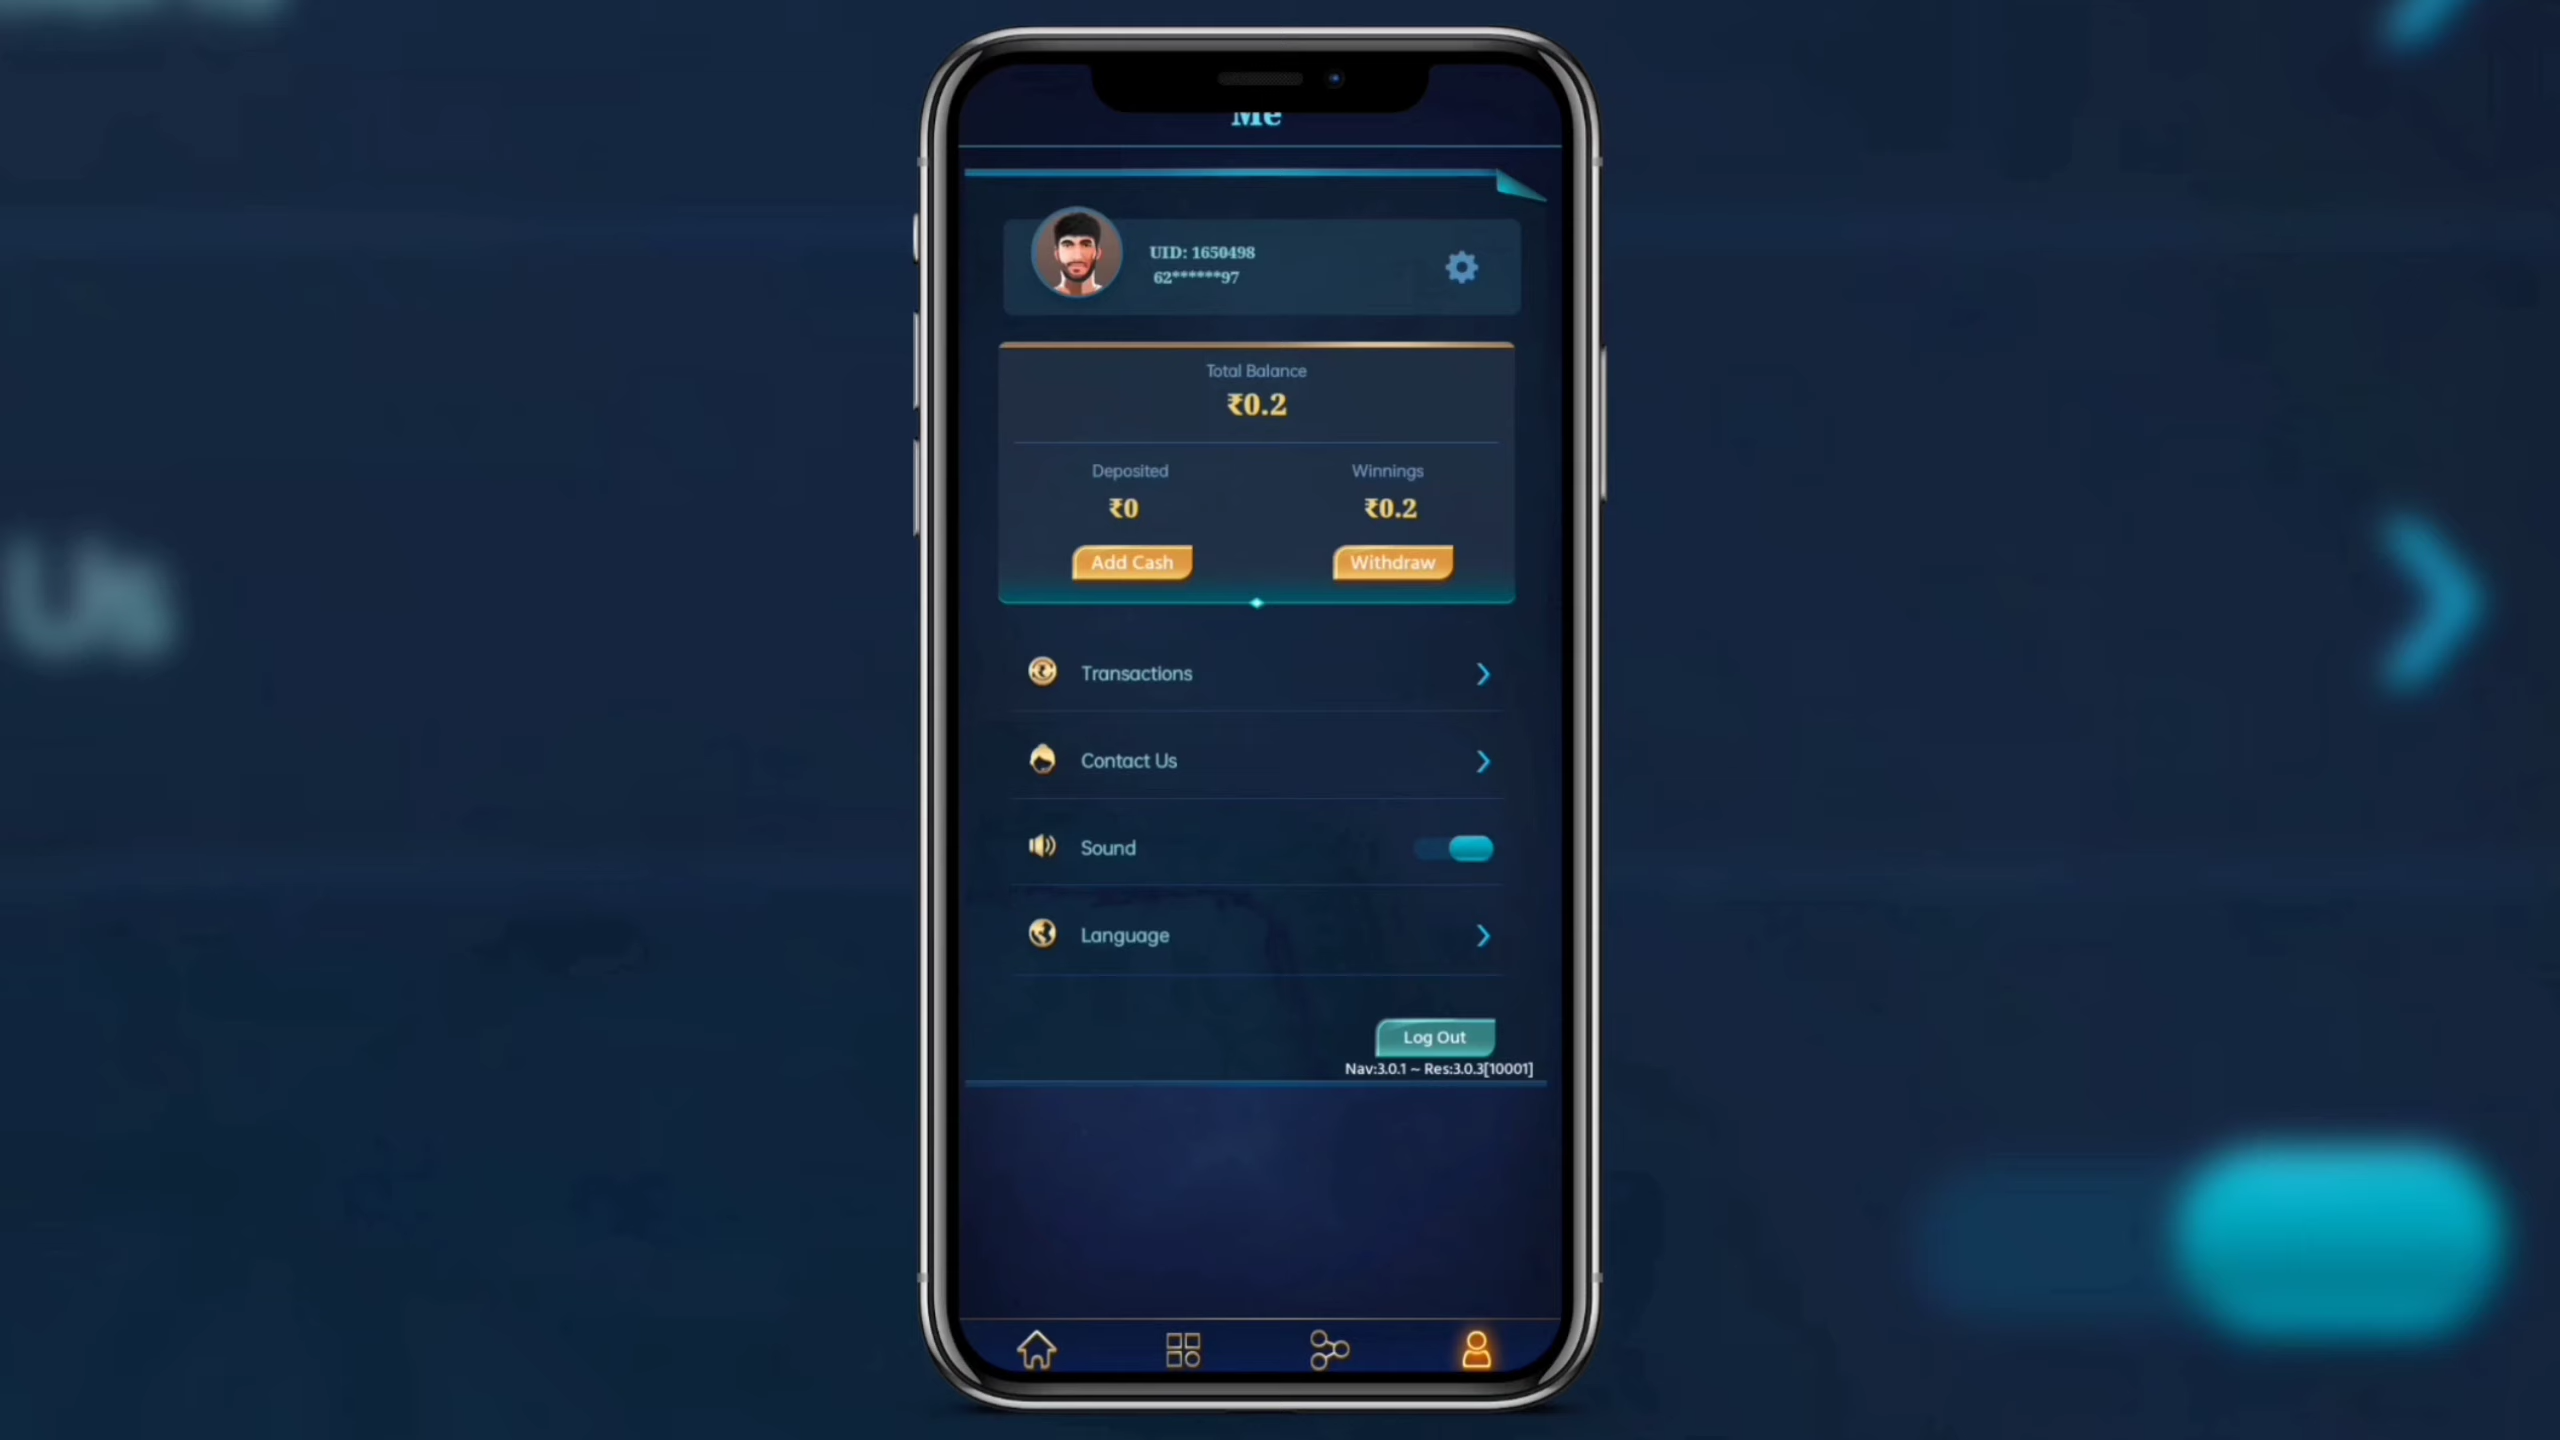 Me
UID: 1650498
62******97
Total Balance
₹0.2
Deposited
Winnings
₹0
₹0.2
Add Cash
Withdraw
Us
Transactions
Contact Us
Sound
Language
Log Out
Nav:3.0.1 ~ Res:3.0.3[10001]